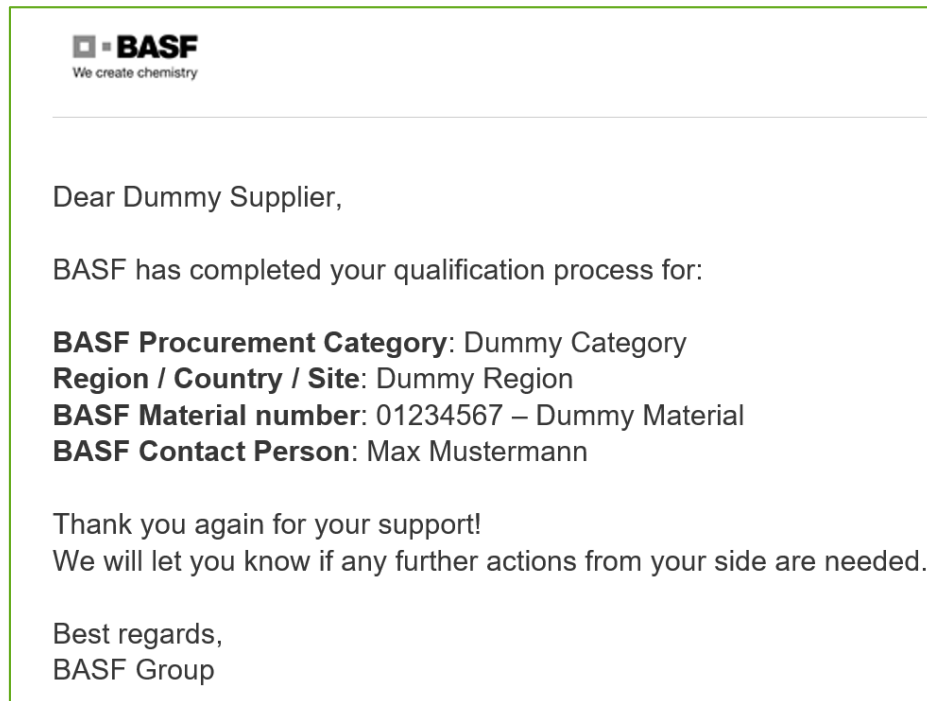 BASF
We create chemistry
Dear Dummy Supplier,
BASF has completed your qualification process for:
BASF Procurement Category: Dummy Category
Region / Country / Site: Dummy Region
BASF Material number: 01234567 – Dummy Material
BASF Contact Person: Max Mustermann
Thank you again for your support!
We will let you know if any further actions from your side are needed.
Best regards,
BASF Group